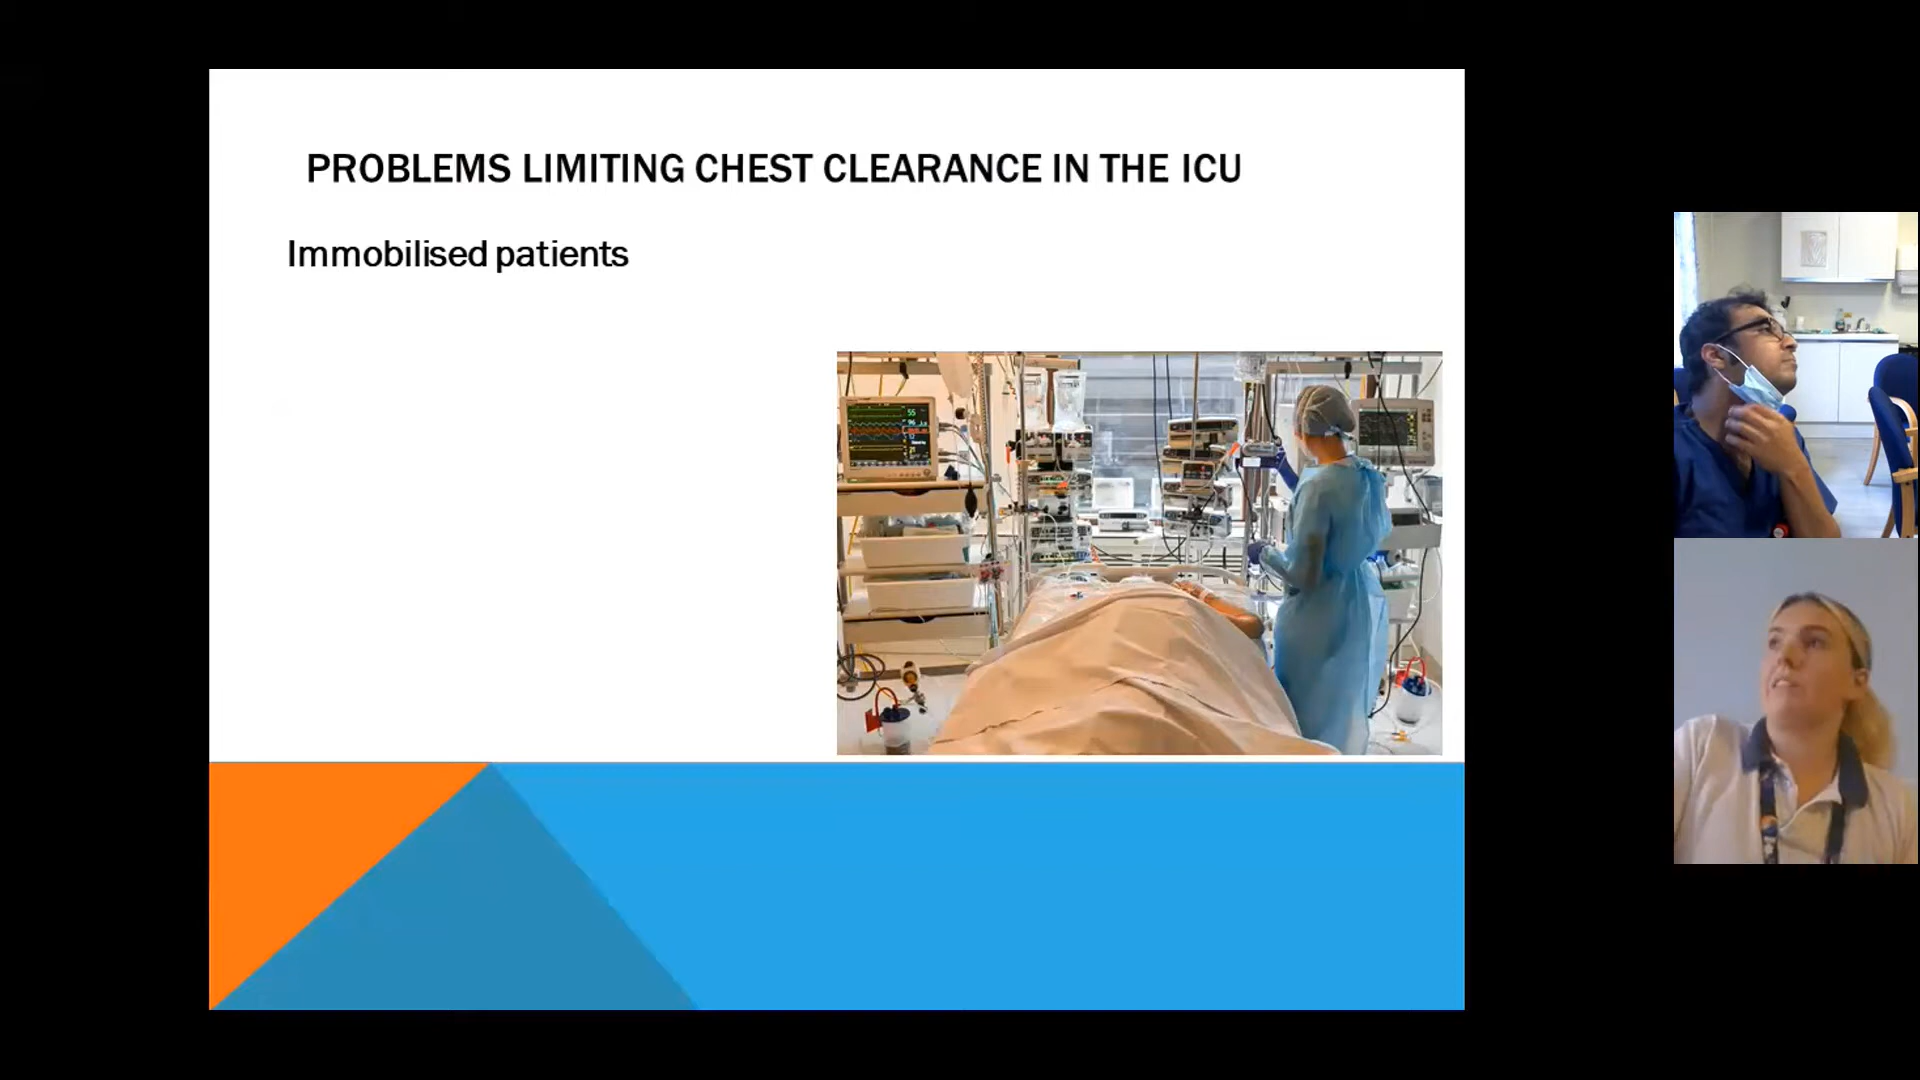 PROBLEMS LIMITING CHEST CLEARANCE IN THE ICU
Immobilised patients